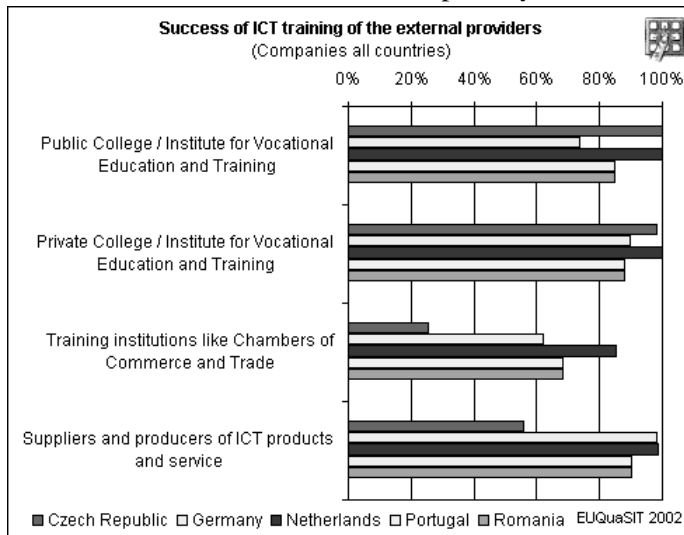 Success of ICT training of the external providers
(Companies all countries)
0% 20% 40% 60% 80% 100%
Public College / Institute for Vocational
Education and Training
Private College / Institute for Vocational
Education and Training
Training institutions like Chambers of
Commerce and Trade
Suppliers and producers of ICT products
and service
Czech Republic Germany Netherlands Portugal Romania EUQuaSIT 2002